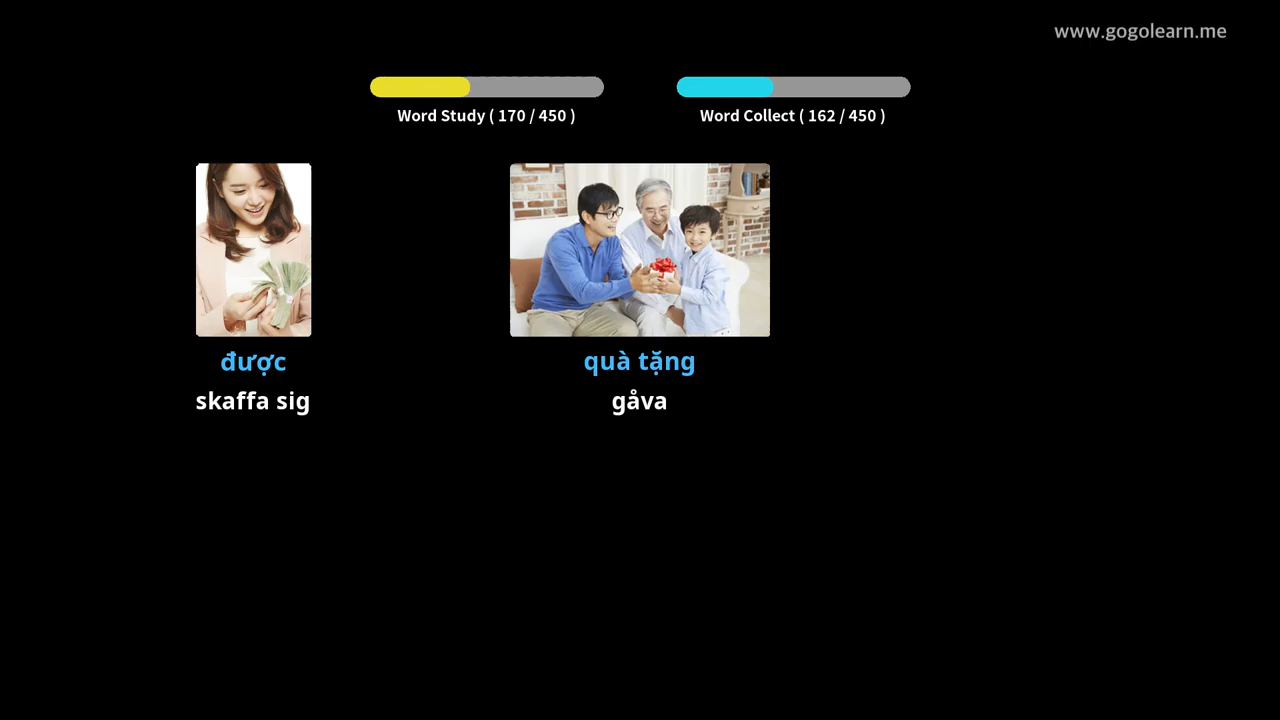 www.gogolearn.me
Word Study ( 170 / 450 )
Word Collect ( 162 / 450 )
được
quà tặng
skaffa sig
gåva